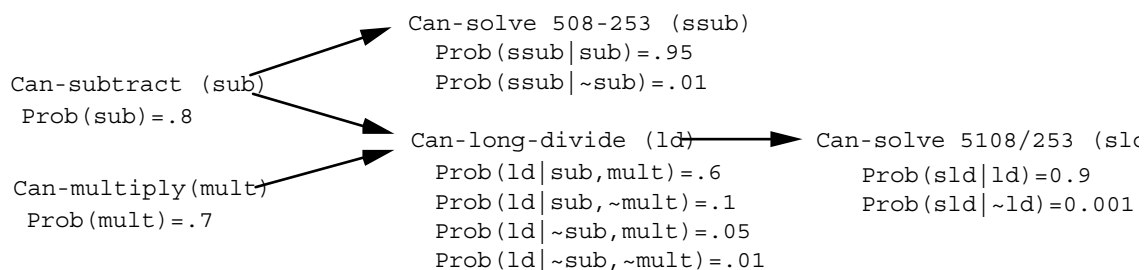 Can-solve 508-253 (ssub)
Prob(ssub|sub)=.95
Prob(ssub|~sub)=.01
Can-subtract (sub)
Prob(sub)=.8
Can-long-divide (ld)
Prob(ld|sub,mult)=.6
Prob(ld|sub,~mult)=.1
Prob(ld|~sub,mult)=.05
Prob(ld|~sub,~mult)=.01
Can-solve 5108/253 (sld
Prob(sld|ld)=0.9
Prob(sld|~ld)=0.001
Can-multiply(mult)
Prob(mult)=.7